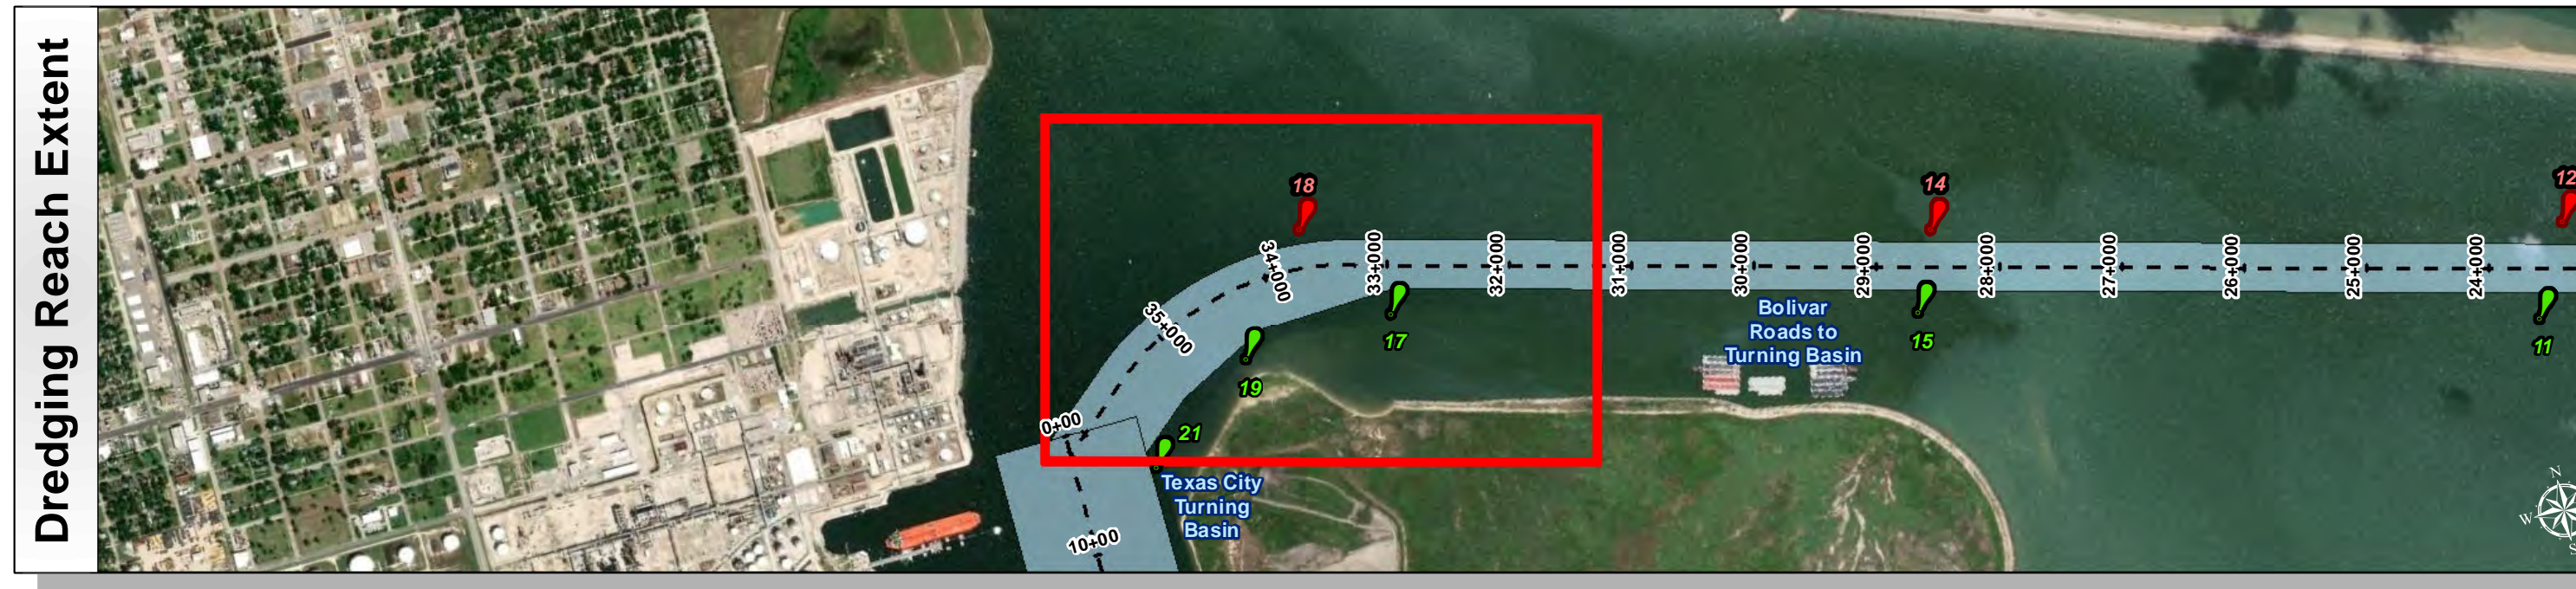 Dredging Reach Extent
18
14
12
34+000
33+000
32+000
31+000
30+000
29+000
28+000
27+000
26+000
25+000
24+000
35+000
17
15
11
19
Bolivar
Roads to
Turning Basin
0+00
21
Texas City
Turning
Basin
10+00
N
W
S